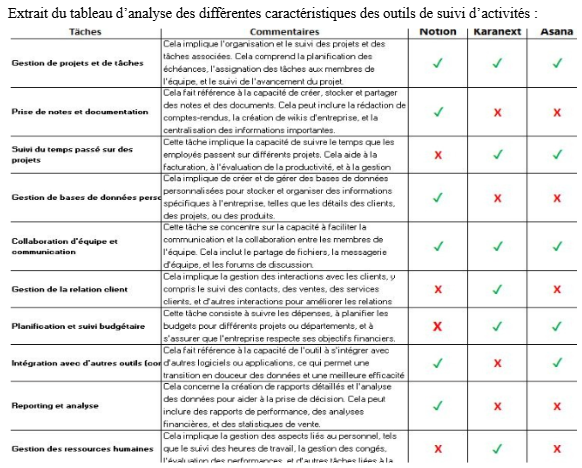 Extrait du tableau d'analyse des différentes caractéristiques des outils de suivi d'activités :
Tâches Commentaires Notion Karanext Asana
Gestion de projets et de tâches
Cela implique l'organisation et le suivi des projets et des
tâches associées. Cela comprend la planification des
échéances, l'assignation des tâches aux membres de
l'équipe, et le suivi de l'avancement du projet.
✓ ✓ ✓
Prise de notes et documentation
Cela fait référence à la capacité de créer, stocker et partager
des notes et des documents. Cela peut inclure la rédaction de
comptes-rendus, la création de wikis d'entreprise, et la
centralisation des informations importantes.
✓ X X
Suivi du temps passé sur des
projets
Cette tâche implique la capacité de suivre le temps que les
employés passent sur différents projets. Cela aide à la
facturation, à l'évaluation de la productivité, et à la gestion
X ✓ ✓
Gestion de bases de données perso
Cela implique de créer et de gérer des bases de données
personnalisées pour stocker et organiser des informations
spécifiques à l'entreprise, telles que les détails des clients,
des projets, ou des produits.
✓ X X
Collaboration d'équipe et
communication
Cette tâche se concentre sur la capacité à faciliter la
communication et la collaboration entre les membres de
l'équipe. Cela inclut le partage de fichiers, la messagerie
d'équipe, et les forums de discussion.
✓ ✓ ✓
Gestion de la relation client
Cela implique la gestion des interactions avec les clients, y
compris le suivi des contacts, des ventes, des services
clients, et d'autres interactions pour améliorer les relations
X ✓ X
Planification et suivi budgétaire
Cette tâche consiste à suivre les dépenses, à planifier les
budgets pour différents projets ou départements, et à
s'assurer que l'entreprise respecte ses objectifs financiers.
X ✓ ✓
Intégration avec d'autres outils (con
Cela fait référence à la capacité de l'outil à s'intégrer avec
d'autres logiciels ou applications, ce qui permet une
transition en douceur des données et une meilleure efficacité
✓ X ✓
Reporting et analyse
Cela concerne la création de rapports détaillés et l'analyse
des données pour aider à la prise de décision. Cela peut
inclure des rapports de performance, des analyses
financières, et des statistiques de vente.
✓ X X
Gestion des ressources humaines
Cela implique la gestion des aspects liés au personnel, tels
que le suivi des heures de travail, la gestion des congés,
l'évaluation des performances, et d'autres tâches liées à la
X ✓ X